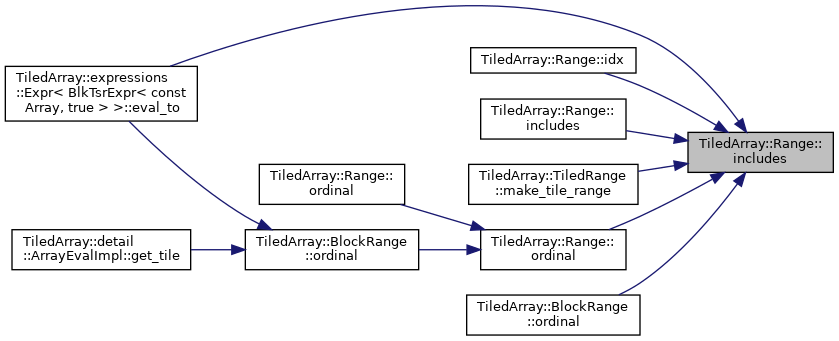 TiledArray::expressions
::Expr< BlkTsrExpr< const
Array, true > >::eval_to
TiledArray::Range::idx
TiledArray::Range::
includes
TiledArray::Range::
includes
TiledArray::TiledRange
::make_tile_range
TiledArray::Range::
ordinal
TiledArray::detail
::ArrayEvalImpl::get_tile
TiledArray::BlockRange
::ordinal
TiledArray::Range::
ordinal
TiledArray::BlockRange
::ordinal